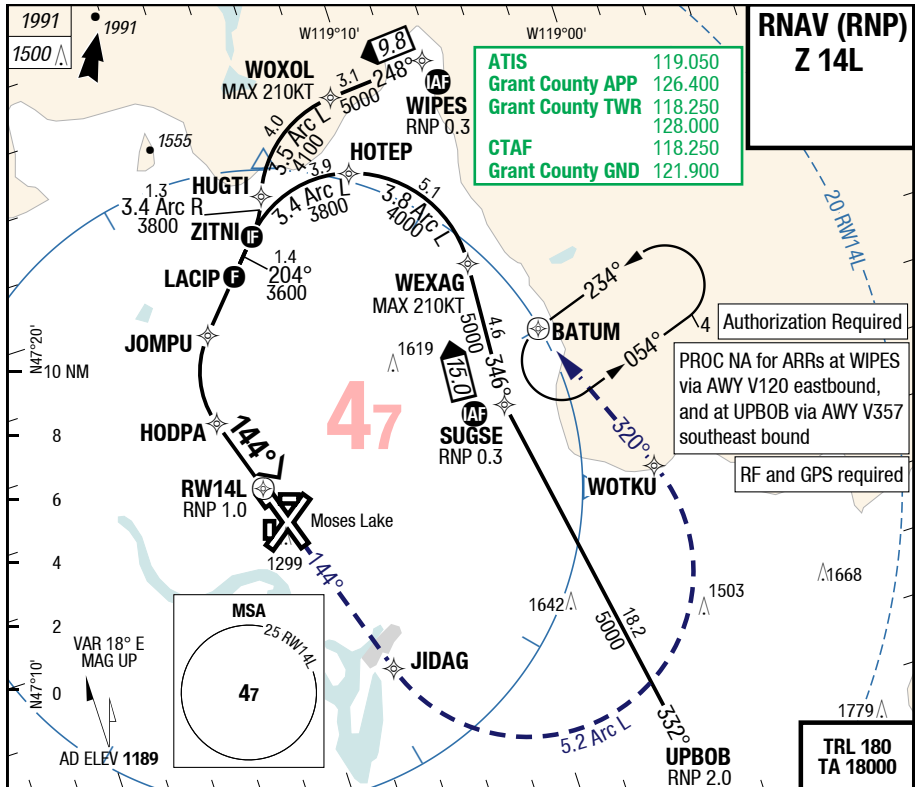 1991
1991
1500
W119°10'
W119°00'
RNAV (RNP)
Z 14L
ATIS 119.050
Grant County APP 126.400
Grant County TWR 118.250
128.000
CTAF 118.250
Grant County GND 121.900
9.8
WOXOL
MAX 210KT
3.1
248°
5000
IAF
WIPES
RNP 0.3
4.0
5.5 Arc L
4100
1555
HOTEP
HUGTI
3.9
3.4 Arc L
3800
5.1
3.8 Arc L
4000
1.3
3.4 Arc R
3800
ZITNI
IF
20 RW14L
LACIP
F
1.4
204°
3600
WEXAG
MAX 210KT
234°
BATUM
054°
4
4.6
5000
346°
JOMPU
N47°20'
10 NM
1619
15.0
IAF
SUGSE
RNP 0.3
Authorization Required
PROC NA for ARRs at WIPES
via AWY V120 eastbound,
and at UPBOB via AWY V357
southeast bound
RF and GPS required
47
HODPA
144°
8
320°
WOTKU
RW14L
RNP 1.0
6
Moses Lake
1299
144°
4
1642
1503
1668
18.2
5000
MSA
25 RW14L
47
2
VAR 18° E
MAG UP
N47°10'
0
JIDAG
5.2 Arc L
332°
UPBOB
RNP 2.0
1779
AD ELEV 1189
TRL 180
TA 18000